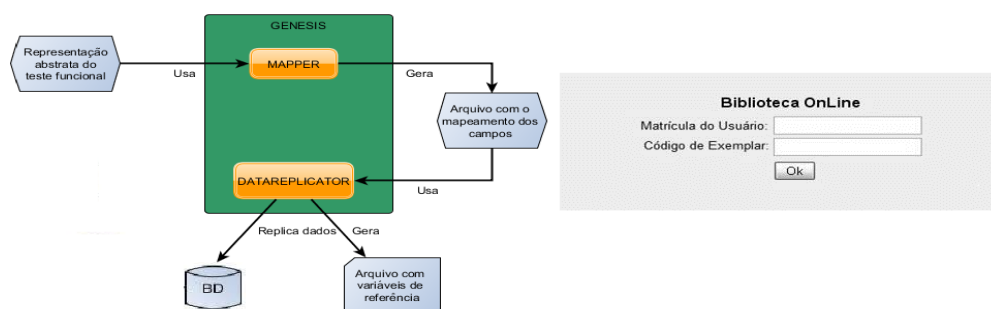 GENESIS
Representação
abstrata do
teste funcional
Usa
MAPPER
Gera
Arquivo com o
mapeamento dos
campos
Usa
DATAREPLICATOR
Replica dados
Gera
BD
Arquivo com
variáveis de
referência
Biblioteca OnLine
Matrícula do Usuário:
Código de Exemplar:
Ok